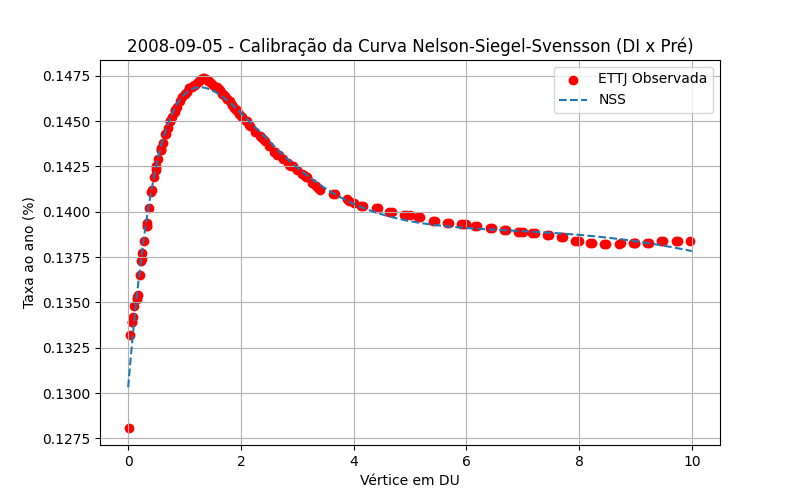 2008-09-05 - Calibração da Curva Nelson-Siegel-Svensson (DI x Pré)
ETTJ Observada
NSS
Taxa ao ano (%)
0.1475
0.1450
0.1425
0.1400
0.1375
0.1350
0.1325
0.1300
0.1275
0 2 4 6 8 10
Vértice em DU